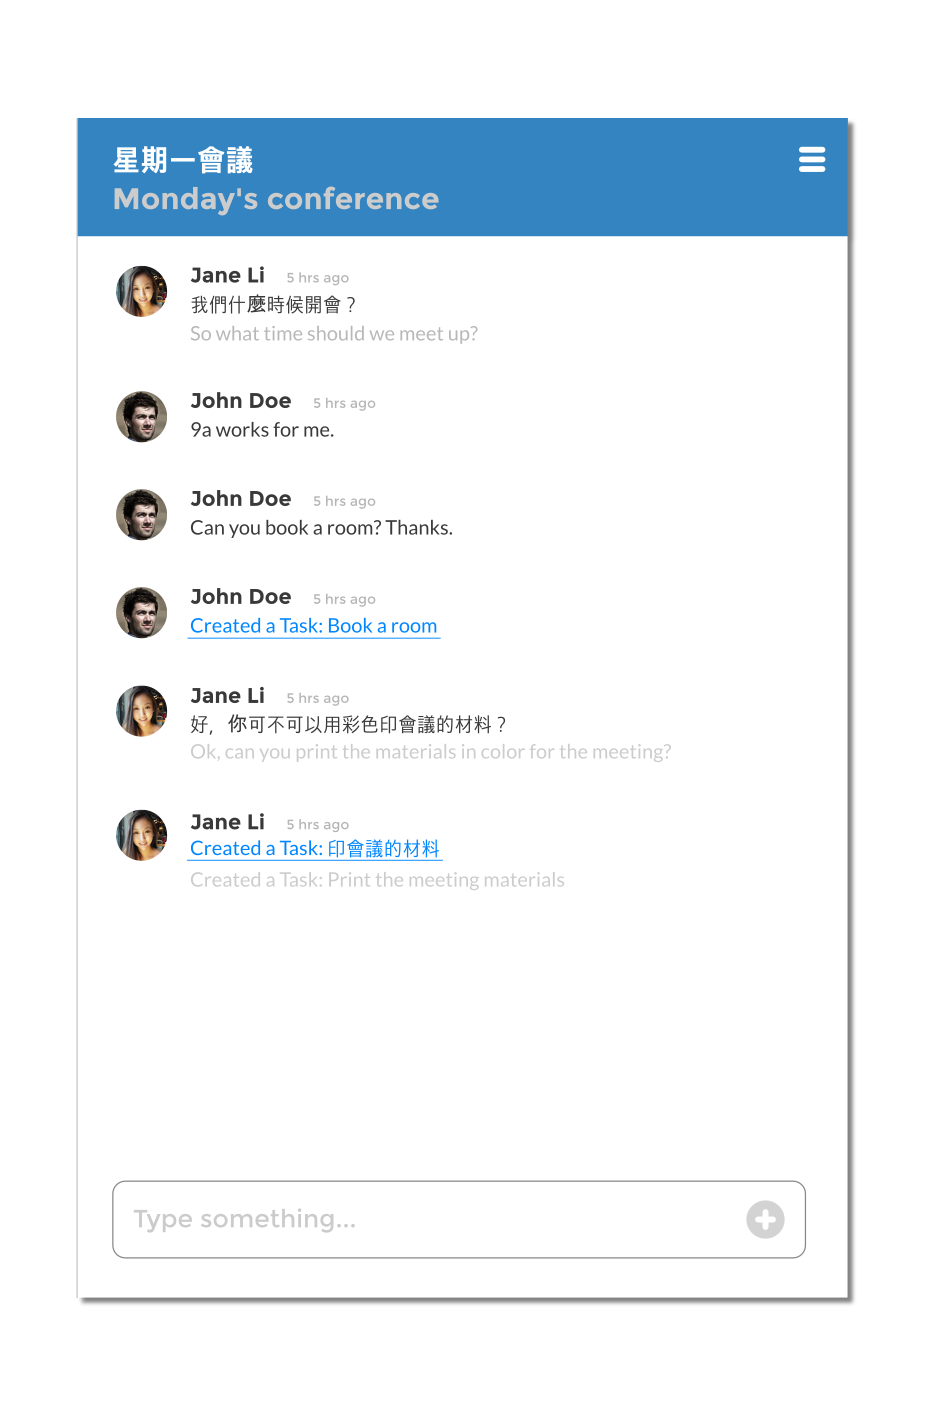 星期一會議
Monday's conference
Jane Li 5 hrs ago
我們什麼時候開會？
So what time should we meet up?
John Doe 5 hrs ago
9a works for me.
John Doe 5 hrs ago
Can you book a room? Thanks.
John Doe 5 hrs ago
Created a Task: Book a room
Jane Li 5 hrs ago
好，你可不可以用彩色印會議的材料？
Ok, can you print the materials in color for the meeting?
Jane Li 5 hrs ago
Created a Task: 印會議的材料
Created a Task: Print the meeting materials
Type something...